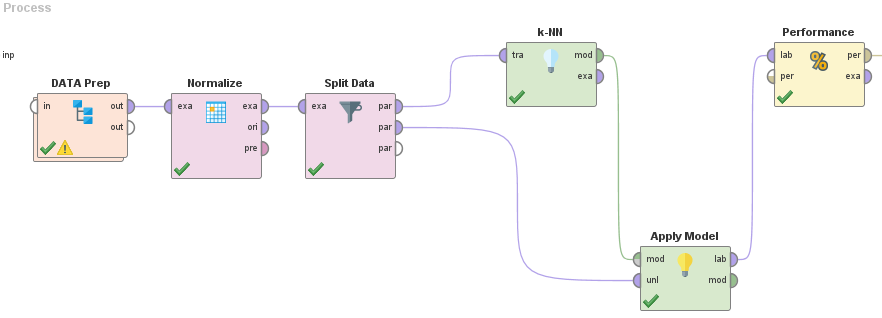 Process
inp
DATA Prep
in out
out
Normalize
exa exa
ori
pre
Split Data
exa par
par
par
k-NN
tra mod
exa
Apply Model
mod lab
unl mod
Performance
%
lab per
per exa